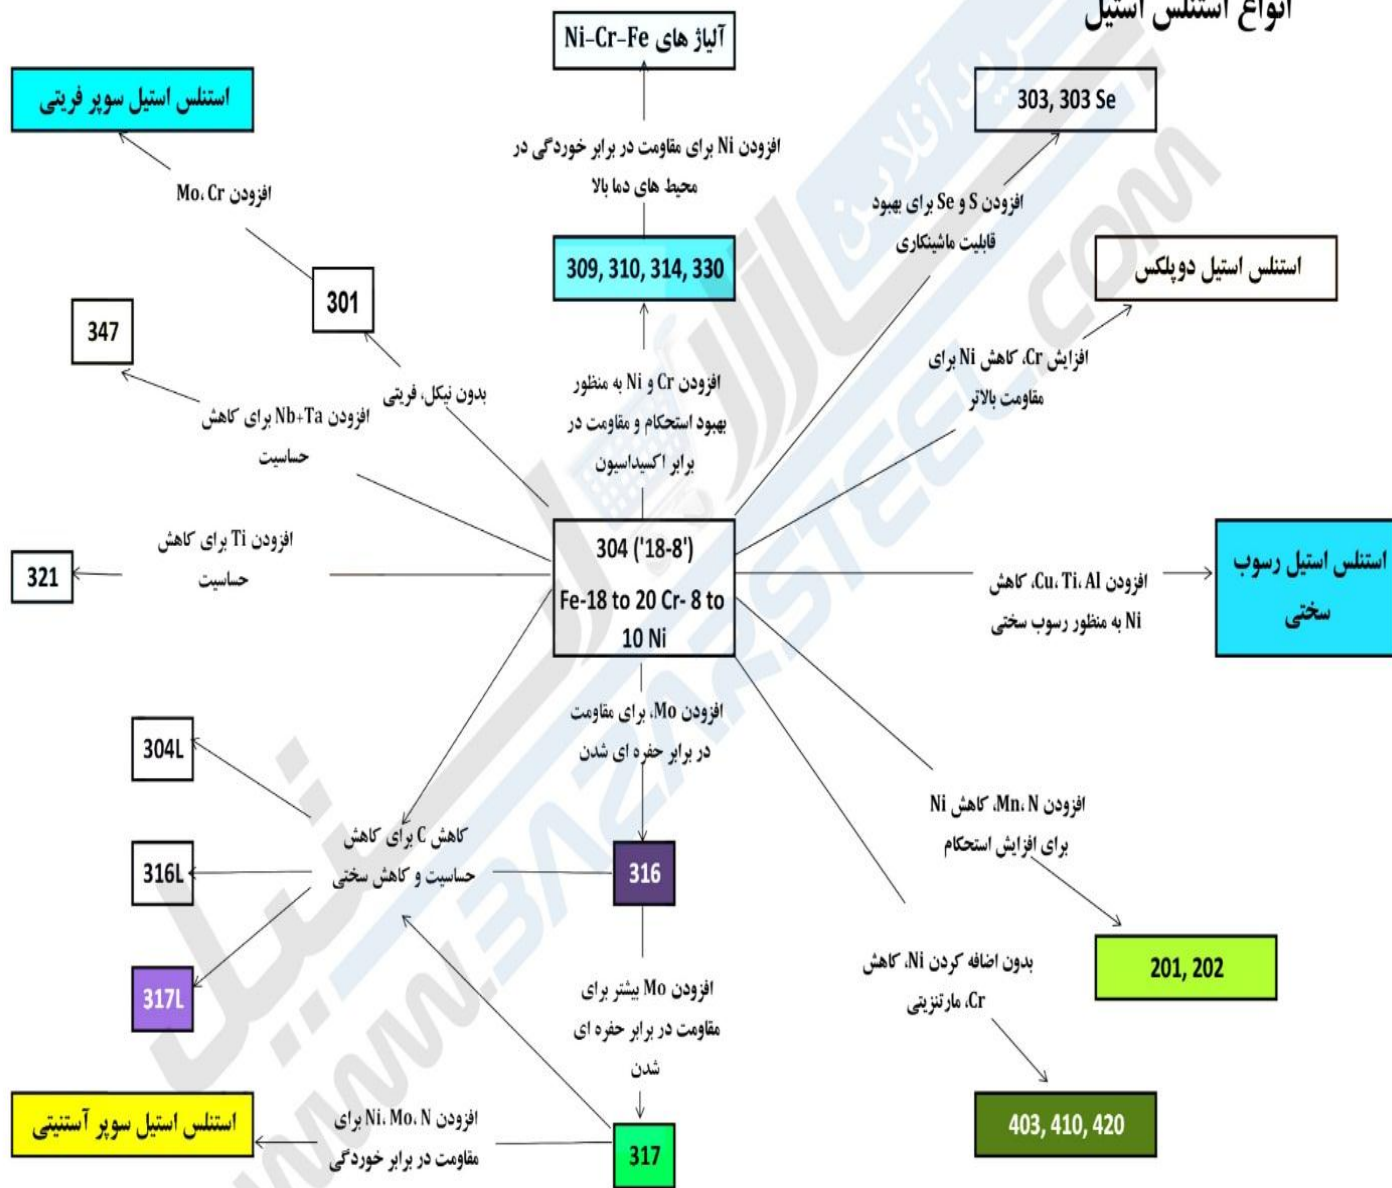 انواع استنلس استیل
آلیاژ های Ni-Cr-Fe
استنلس استیل سوپر فریتی
303, 303 Se
افزودن Ni برای مقاومت در برابر خوردگی در
محیط های دما بالا
افزودن Mo، Cr
افزودن S و Se برای بهبود
قابلیت ماشینکاری
309, 310, 314, 330
استنلس استیل دوپلکس
301
347
افزایش Cr، کاهش Ni برای
مقاومت بالاتر
افزودن Cr و Ni به منظور
بهبود استحکام و مقاومت در
برابر اکسیداسیون
بدون نیکل، فریتی
افزودن Nb+Ta برای کاهش
حساسیت
304 ('18-8')
Fe-18 to 20 Cr- 8 to
10 Ni
افزودن Ti برای کاهش
حساسیت
321
افزودن Cu، Ti، Al، کاهش
Ni به منظور رسوب سختی
استنلس استیل رسوب
سختی
افزودن Mo، برای مقاومت
در برابر حفره ای شدن
304L
کاهش C برای کاهش
حساسیت و کاهش سختی
316L
316
افزودن Mn، N، کاهش Ni
برای افزایش استحکام
201, 202
317L
افزودن Mo بیشتر برای
مقاومت در برابر حفره ای
شدن
بدون اضافه کردن Ni، کاهش
Cr، مارتنزیتی
403, 410, 420
استنلس استیل سوپر آستنیتی
افزودن Ni، Mo، N برای
مقاومت در برابر خوردگی
317
بازار استیل
خرید آنلاین
WWW.BAZARSTEEL.COM